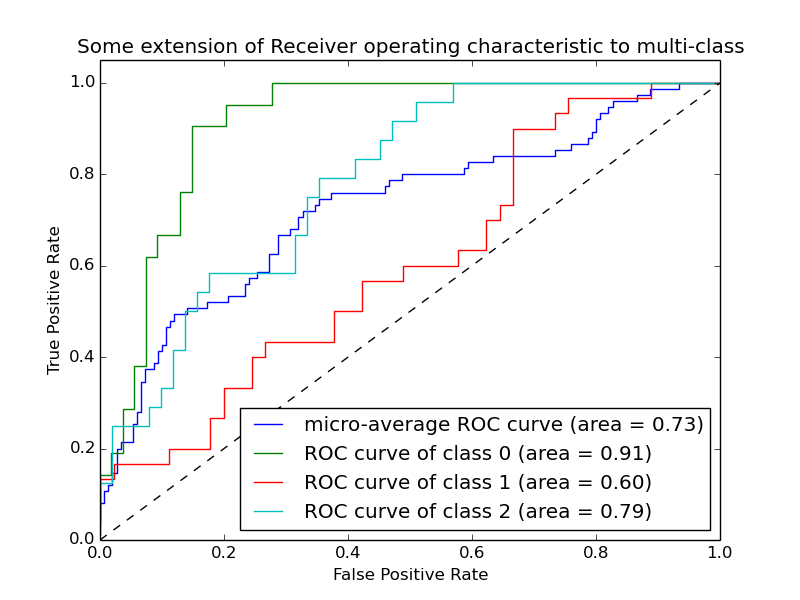 Some extension of Receiver operating characteristic to multi-class
1.0
0.8
0.6
0.4
0.2
0.0
True Positive Rate
micro-average ROC curve (area = 0.73)
ROC curve of class 0 (area = 0.91)
ROC curve of class 1 (area = 0.60)
ROC curve of class 2 (area = 0.79)
0.0 0.2 0.4 0.6 0.8 1.0
False Positive Rate